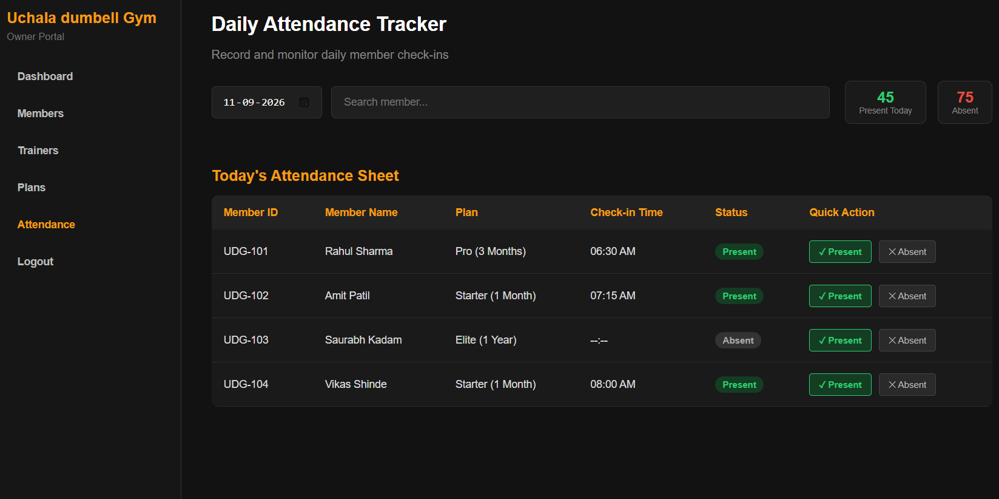 Uchala dumbell Gym
Owner Portal
Dashboard
Members
Trainers
Plans
Attendance
Logout
Daily Attendance Tracker
Record and monitor daily member check-ins
11-09-2026
Search member...
45
Present Today
75
Absent
Today's Attendance Sheet
Member ID Member Name Plan Check-in Time Status Quick Action
UDG-101 Rahul Sharma Pro (3 Months) 06:30 AM Present ✓ Present ✕ Absent
UDG-102 Amit Patil Starter (1 Month) 07:15 AM Present ✓ Present ✕ Absent
UDG-103 Saurabh Kadam Elite (1 Year) --:-- Absent ✓ Present ✕ Absent
UDG-104 Vikas Shinde Starter (1 Month) 08:00 AM Present ✓ Present ✕ Absent